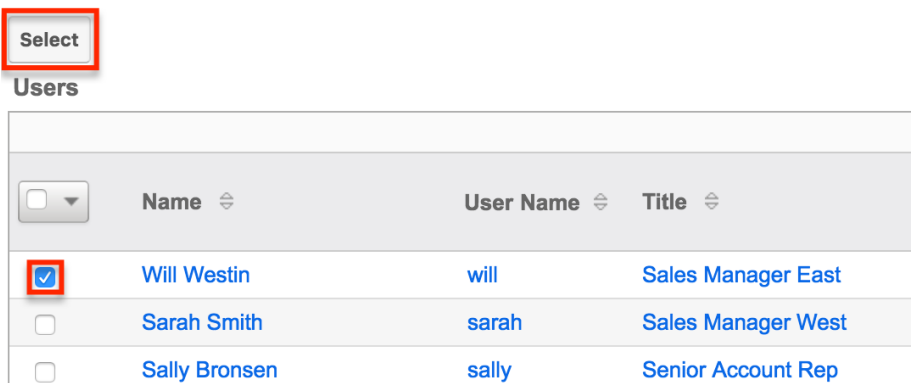 Select
Users
Name User Name Title
Will Westin will Sales Manager East
Sarah Smith sarah Sales Manager West
Sally Bronsen sally Senior Account Rep